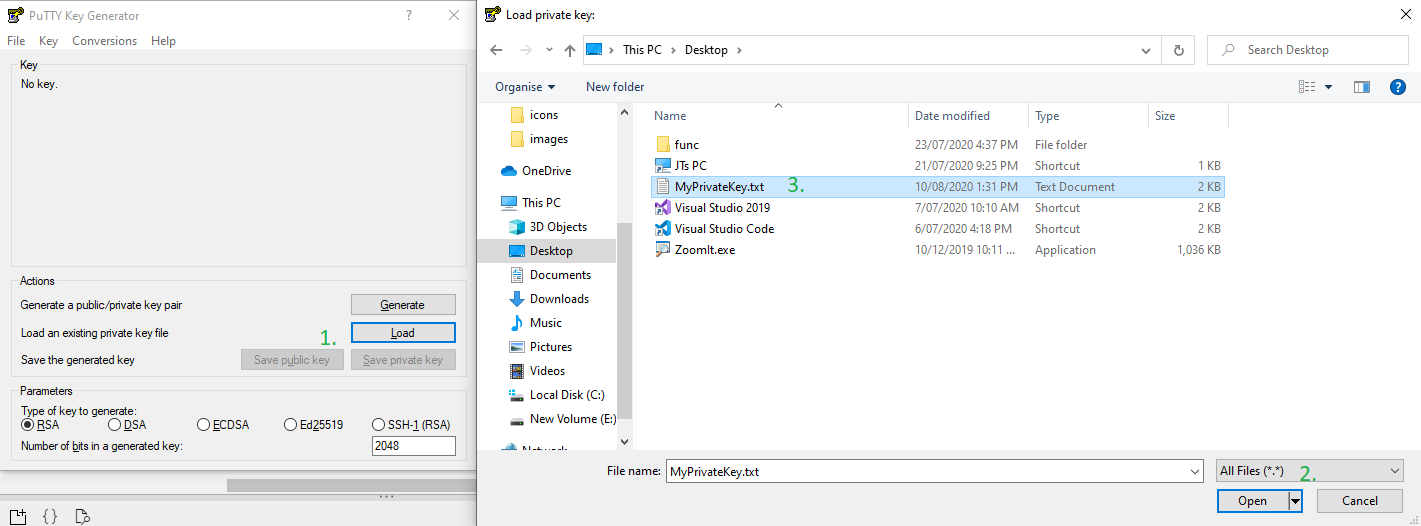 PuTTY Key Generator
?
File Key Conversions Help
Key
No key.
Actions
Generate a public/private key pair
Generate
Load an existing private key file
1.
Load
Save the generated key
Save public key
Save private key
Parameters
Type of key to generate:
RSA DSA ECDSA Ed25519 SSH-1 (RSA)
Number of bits in a generated key:
2048
{}
Load private key:
This PC > Desktop >
Search Desktop
Organise New folder
?
icons
images
OneDrive
This PC
3D Objects
Desktop
Documents
Downloads
Music
Pictures
Videos
Local Disk (C:)
New Volume (E:)
Network
Name Date modified Type Size
func 23/07/2020 4:37 PM File folder
JTs PC 21/07/2020 9:25 PM Shortcut 1 KB
MyPrivateKey.txt 3. 10/08/2020 1:31 PM Text Document 2 KB
Visual Studio 2019 7/07/2020 10:10 AM Shortcut 2 KB
Visual Studio Code 6/07/2020 4:18 PM Shortcut 2 KB
ZoomIt.exe 10/12/2019 10:11 ... Application 1,036 KB
File name: MyPrivateKey.txt
All Files (*.*) 2.
Open Cancel